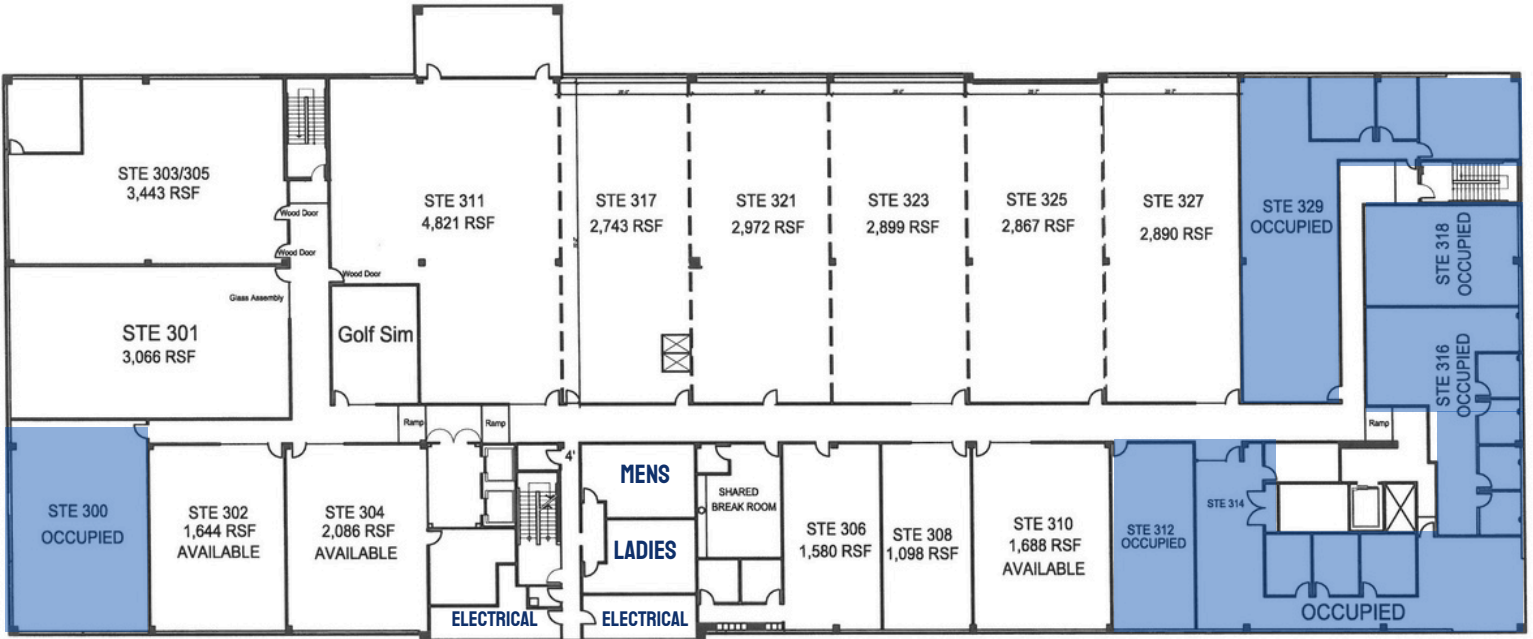 STE 303/305
3,443 RSF
Wood Door
Wood Door
Wood Door
Glass Assembly
STE 301
3,066 RSF
STE 311
4,821 RSF
Golf Sim
STE 317
2,743 RSF
STE 321
2,972 RSF
STE 323
2,899 RSF
STE 325
2,867 RSF
STE 327
2,890 RSF
STE 329
OCCUPIED
STE 318
OCCUPIED
STE 316
OCCUPIED
Ramp
Ramp
Ramp
STE 300
OCCUPIED
STE 302
1,644 RSF
AVAILABLE
STE 304
2,086 RSF
AVAILABLE
4'
MENS
LADIES
ELECTRICAL
ELECTRICAL
SHARED
BREAK ROOM
STE 306
1,580 RSF
STE 308
1,098 RSF
STE 310
1,688 RSF
AVAILABLE
STE 312
OCCUPIED
STE 314
OCCUPIED